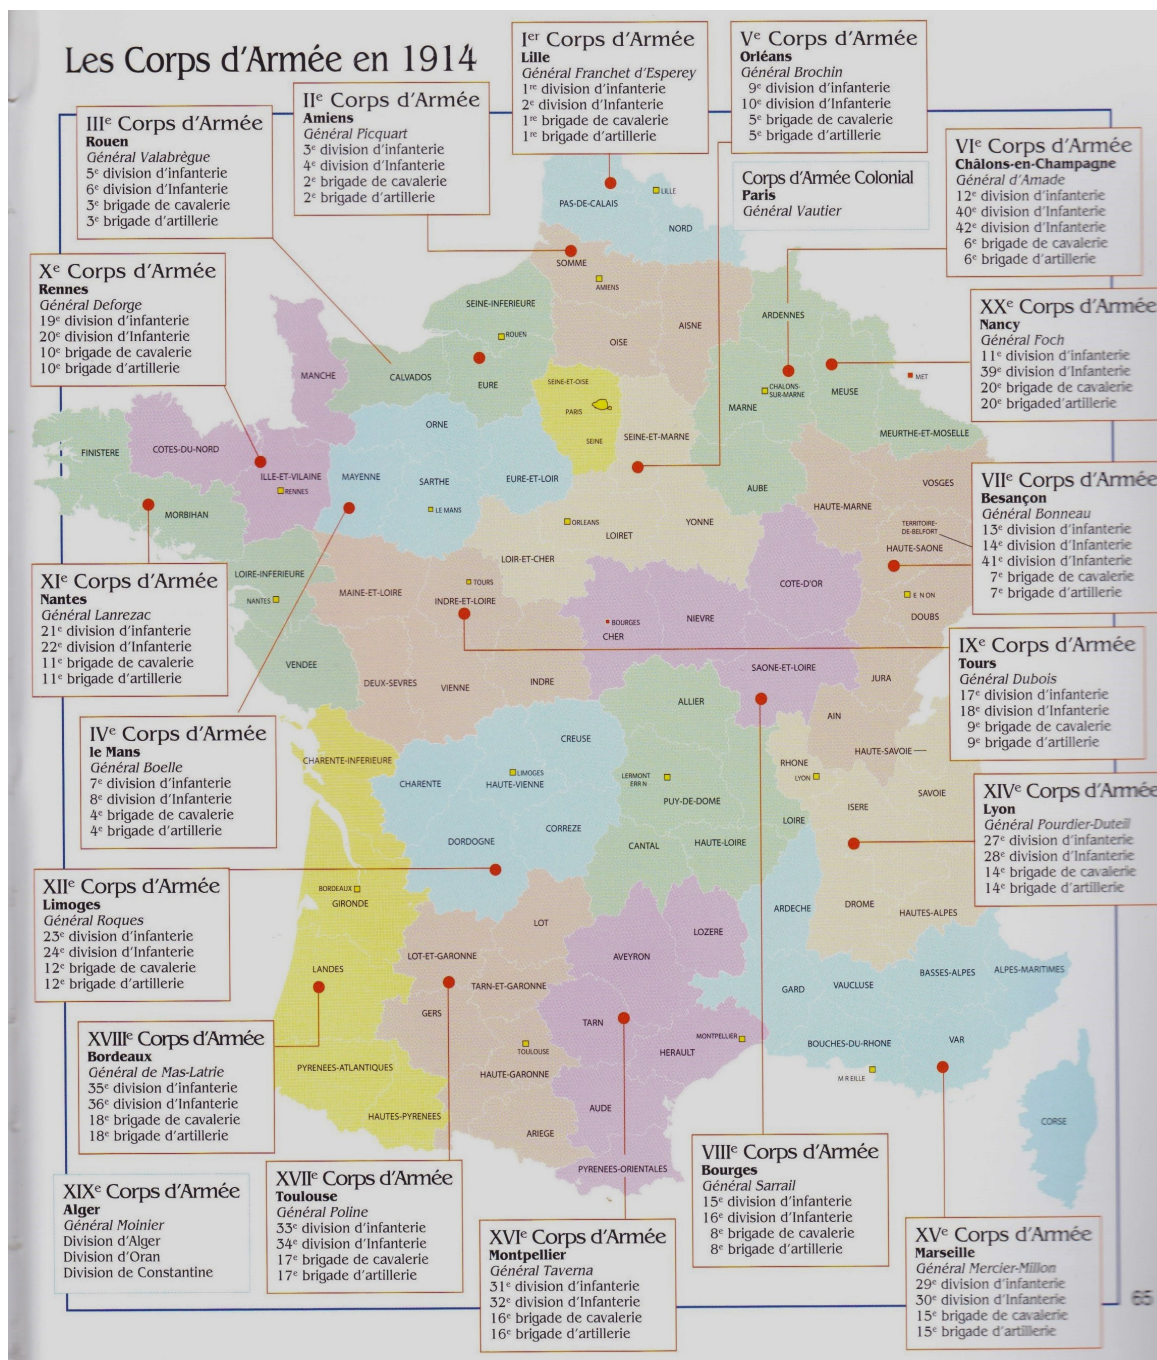 Les Corps d'Armée en 1914
Iᵉʳ Corps d'Armée
Lille
Général Franchet d'Esperey
1ʳᵉ division d'infanterie
2ᵉ division d'Infanterie
1ʳᵉ brigade de cavalerie
1ʳᵉ brigade d'artillerie
Vᵉ Corps d'Armée
Orléans
Général Brochin
9ᵉ division d'infanterie
10ᵉ division d'Infanterie
5ᵉ brigade de cavalerie
5ᵉ brigade d'artillerie
IIᵉ Corps d'Armée
Amiens
Général Picquart
3ᵉ division d'infanterie
4ᵉ division d'Infanterie
2ᵉ brigade de cavalerie
2ᵉ brigade d'artillerie
IIIᵉ Corps d'Armée
Rouen
Général Valabrègue
5ᵉ division d'infanterie
6ᵉ division d'Infanterie
3ᵉ brigade de cavalerie
3ᵉ brigade d'artillerie
VIᵉ Corps d'Armée
Châlons-en-Champagne
Général d'Amade
12ᵉ division d'infanterie
40ᵉ division d'Infanterie
42ᵉ division d'Infanterie
6ᵉ brigade de cavalerie
6ᵉ brigade d'artillerie
Corps d'Armée Colonial
Paris
Général Vautier
Xᵉ Corps d'Armée
Rennes
Général Deforge
19ᵉ division d'infanterie
20ᵉ division d'Infanterie
10ᵉ brigade de cavalerie
10ᵉ brigade d'artillerie
XXᵉ Corps d'Armée
Nancy
Général Foch
11ᵉ division d'infanterie
39ᵉ division d'Infanterie
20ᵉ brigade de cavalerie
20ᵉ brigaded'artillerie
VIIᵉ Corps d'Armée
Besançon
Général Bonneau
13ᵉ division d'infanterie
14ᵉ division d'Infanterie
41ᵉ division d'Infanterie
7ᵉ brigade de cavalerie
7ᵉ brigade d'artillerie
XIᵉ Corps d'Armée
Nantes
Général Lanrezac
21ᵉ division d'infanterie
22ᵉ division d'Infanterie
11ᵉ brigade de cavalerie
11ᵉ brigade d'artillerie
IXᵉ Corps d'Armée
Tours
Général Dubois
17ᵉ division d'infanterie
18ᵉ division d'Infanterie
9ᵉ brigade de cavalerie
9ᵉ brigade d'artillerie
IVᵉ Corps d'Armée
le Mans
Général Boelle
7ᵉ division d'infanterie
8ᵉ division d'Infanterie
4ᵉ brigade de cavalerie
4ᵉ brigade d'artillerie
XIVᵉ Corps d'Armée
Lyon
Général Pourdier-Duteil
27ᵉ division d'infanterie
28ᵉ division d'Infanterie
14ᵉ brigade de cavalerie
14ᵉ brigade d'artillerie
XIIᵉ Corps d'Armée
Limoges
Général Roques
23ᵉ division d'infanterie
24ᵉ division d'Infanterie
12ᵉ brigade de cavalerie
12ᵉ brigade d'artillerie
XVIIIᵉ Corps d'Armée
Bordeaux
Général de Mas-Latrie
35ᵉ division d'infanterie
36ᵉ division d'Infanterie
18ᵉ brigade de cavalerie
18ᵉ brigade d'artillerie
XIXᵉ Corps d'Armée
Alger
Général Moinier
Division d'Alger
Division d'Oran
Division de Constantine
XVIIᵉ Corps d'Armée
Toulouse
Général Poline
33ᵉ division d'infanterie
34ᵉ division d'Infanterie
17ᵉ brigade de cavalerie
17ᵉ brigade d'artillerie
VIIIᵉ Corps d'Armée
Bourges
Général Sarrail
15ᵉ division d'infanterie
16ᵉ division d'Infanterie
8ᵉ brigade de cavalerie
8ᵉ brigade d'artillerie
XVIᵉ Corps d'Armée
Montpellier
Général Taverna
31ᵉ division d'infanterie
32ᵉ division d'Infanterie
16ᵉ brigade de cavalerie
16ᵉ brigade d'artillerie
XVᵉ Corps d'Armée
Marseille
Général Mercier-Millon
29ᵉ division d'infanterie
30ᵉ division d'Infanterie
15ᵉ brigade de cavalerie
15ᵉ brigade d'artillerie
65
LILLE
PAS-DE-CALAIS
NORD
SOMME
AMIENS
SEINE-INFERIEURE
ROUEN
AISNE
OISE
ARDENNES
MANCHE
CALVADOS
EURE
SEINE-ET-OISE
PARIS
SEINE
SEINE-ET-MARNE
MARNE
CHALONS-
SUR-MARNE
MEUSE
MET
MEURTHE-ET-MOSELLE
ORNE
FINISTERE
COTES-DU-NORD
ILLE-ET-VILAINE
RENNES
MAYENNE
SARTHE
LE MANS
EURE-ET-LOIR
AUBE
HAUTE-MARNE
VOSGES
TERRITOIRE-
DE-BELFORT
HAUTE-SAONE
MORBIHAN
ORLEANS
LOIRET
YONNE
LOIR-ET-CHER
LOIRE-INFERIEURE
NANTES
MAINE-ET-LOIRE
TOURS
INDRE-ET-LOIRE
BOURGES
CHER
NIEVRE
COTE-D'OR
E N ON
DOUBS
VENDEE
DEUX-SEVRES
VIENNE
INDRE
SAONE-ET-LOIRE
JURA
ALLIER
AIN
HAUTE-SAVOIE
CHARENTE-INFERIEURE
CREUSE
LIMOGES
HAUTE-VIENNE
CHARENTE
LERMONT
ERR N
PUY-DE-DOME
RHONE
LYON
SAVOIE
ISERE
LOIRE
DORDOGNE
CORREZE
CANTAL
HAUTE-LOIRE
BORDEAUX
GIRONDE
LOT
LOZERE
ARDECHE
DROME
HAUTES-ALPES
LOT-ET-GARONNE
AVEYRON
LANDES
TARN-ET-GARONNE
GARD
VAUCLUSE
BASSES-ALPES
ALPES-MARITIMES
GERS
TARN
TOULOUSE
MONTPELLIER
HERAULT
BOUCHES-DU-RHONE
VAR
M R EILLE
PYRENEES-ATLANTIQUES
HAUTE-GARONNE
HAUTES-PYRENEES
AUDE
ARIEGE
PYRENEES-ORIENTALES
CORSE